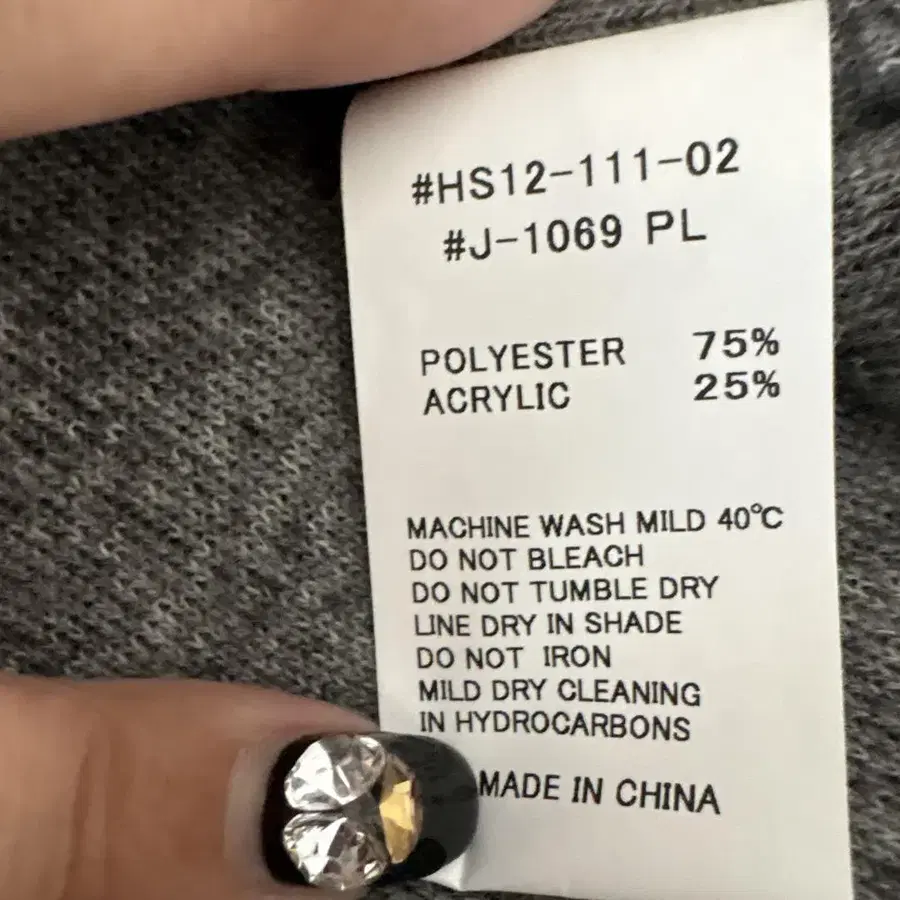 #HS12-111-02
#J-1069 PL
POLYESTER 75%
ACRYLIC 25%
MACHINE WASH MILD 40℃
DO NOT BLEACH
DO NOT TUMBLE DRY
LINE DRY IN SHADE
DO NOT IRON
MILD DRY CLEANING
IN HYDROCARBONS
MADE IN CHINA